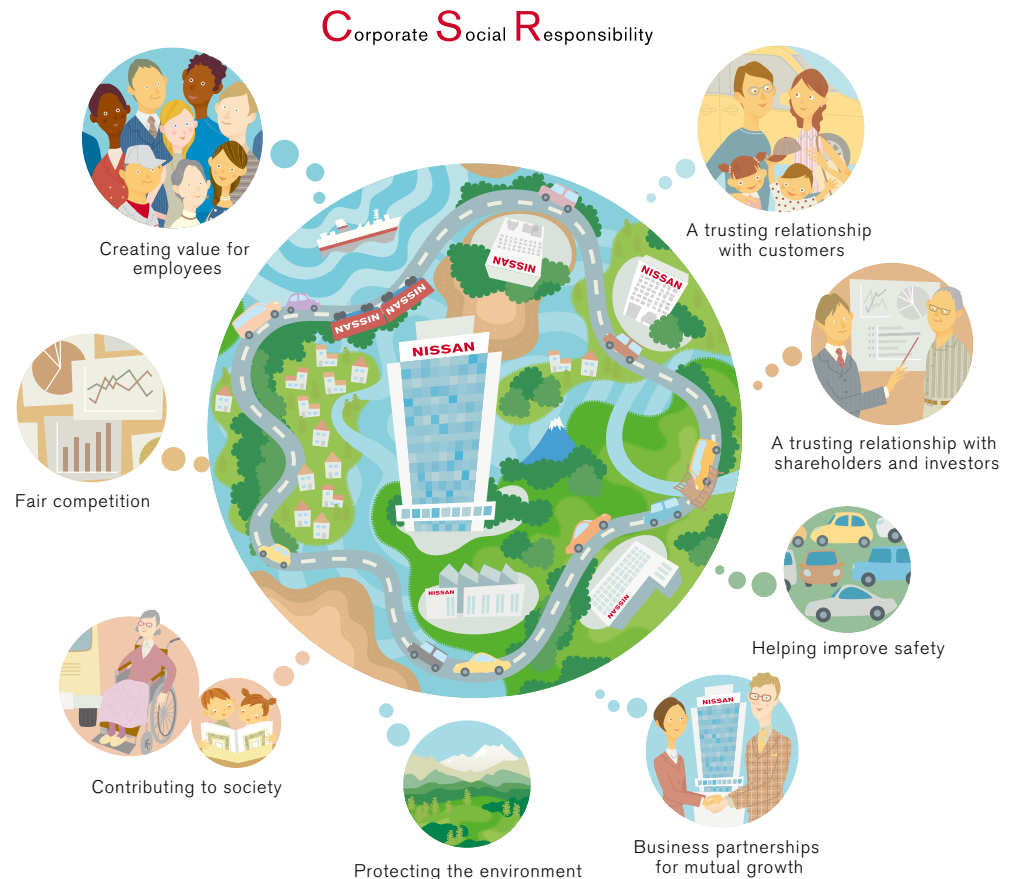 Corporate Social Responsibility
Creating value for
employees
A trusting relationship
with customers
NISSAN
NISSAN
NISSAN
NISSAN
NISSAN
A trusting relationship with
shareholders and investors
Fair competition
NISSAN
NISSAN
Helping improve safety
NISSAN
Contributing to society
Business partnerships
for mutual growth
Protecting the environment